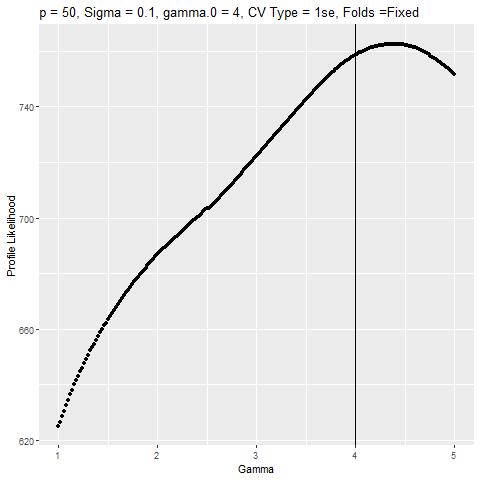 p = 50, Sigma = 0.1, gamma.0 = 4, CV Type = 1se, Folds =Fixed
Profile Likelihood
740
700
660
620
1 2 3 4 5
Gamma